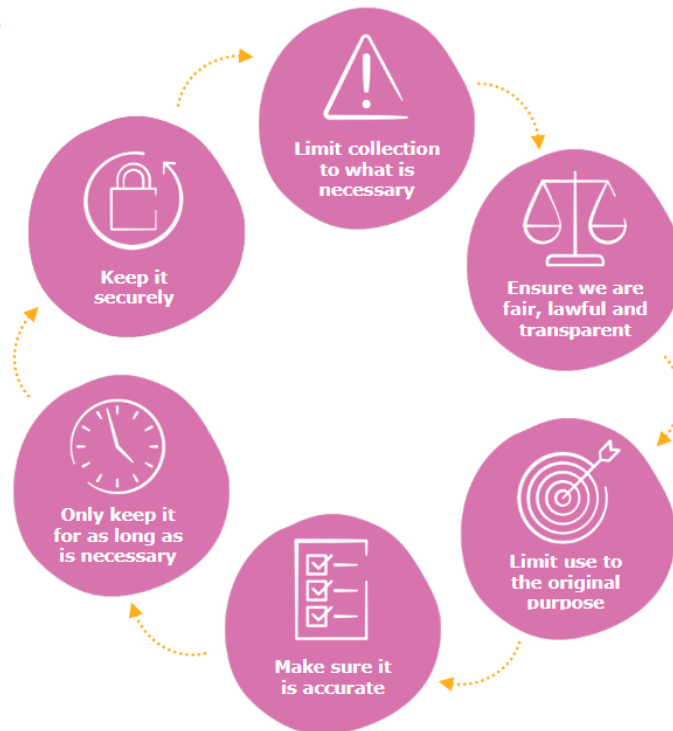 Limit collection
to what is
necessary
Ensure we are
fair, lawful and
transparent
Limit use to
the original
purpose
Make sure it
is accurate
Only keep it
for as long as
is necessary
Keep it
securely